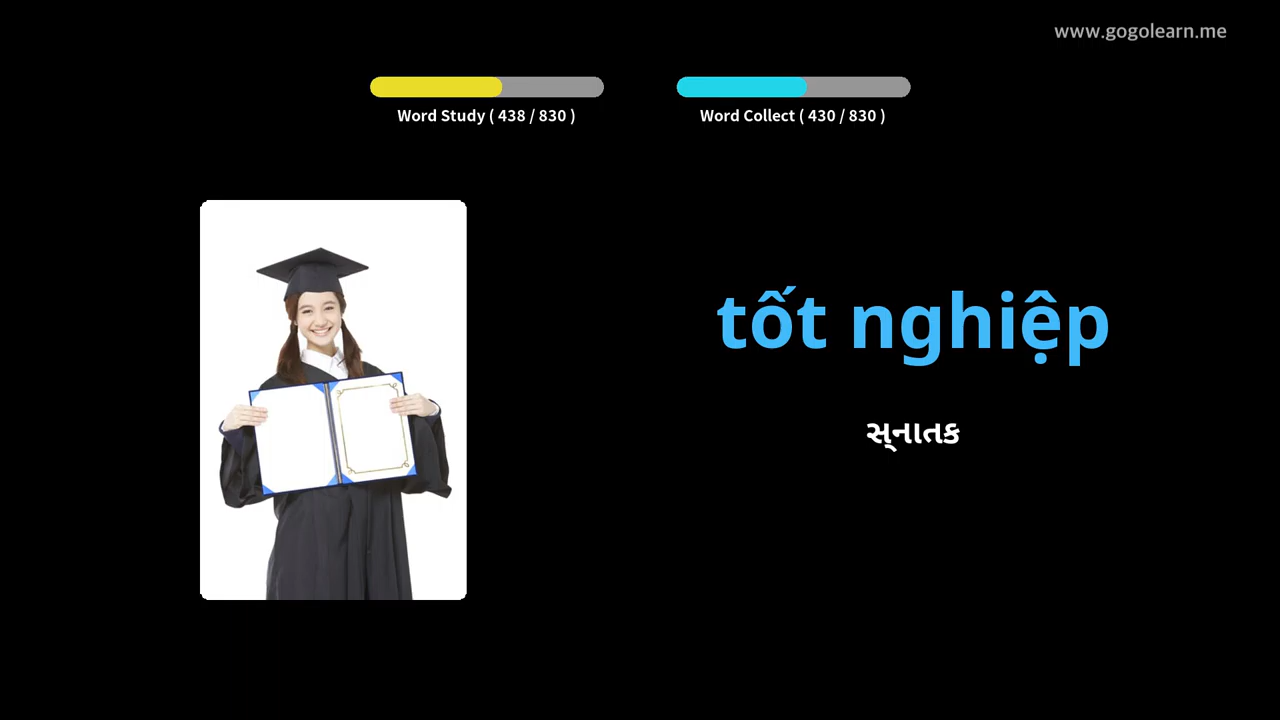 www.gogolearn.me
Word Study ( 438 / 830 )
Word Collect ( 430 / 830 )
tốt nghiệp
સ્નાતક